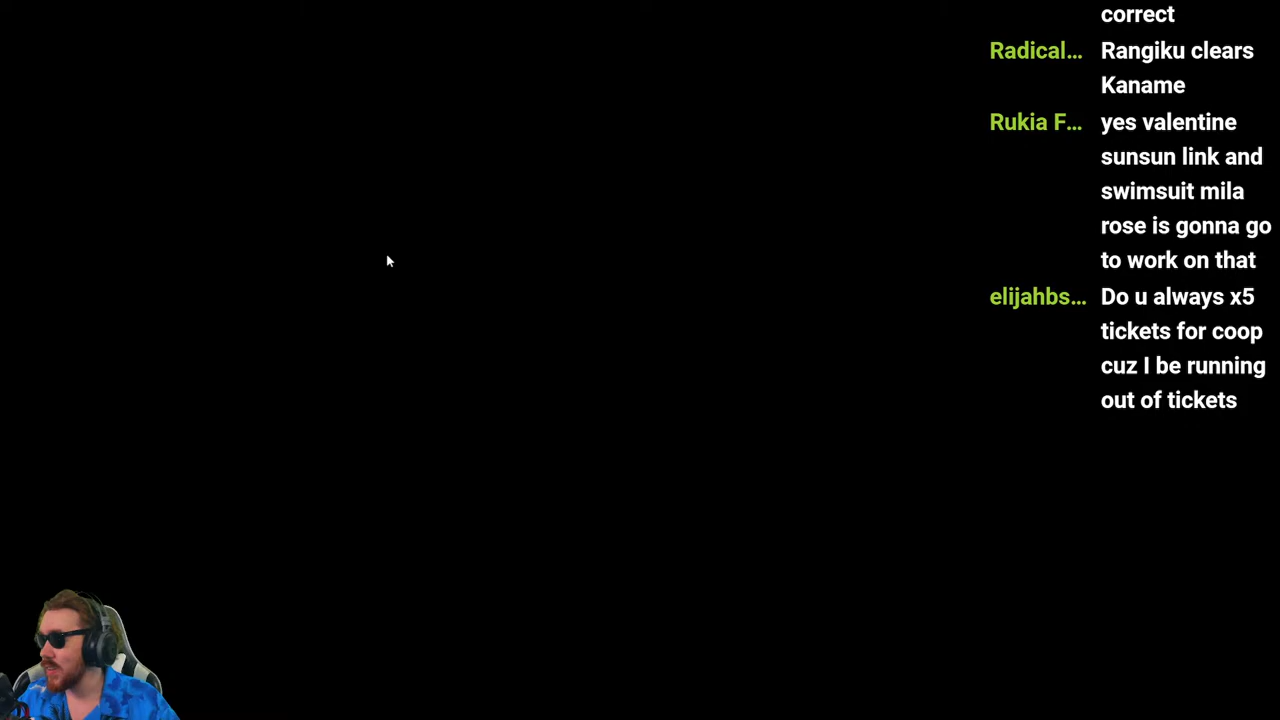 correct
Radical… Rangiku clears
Kaname
Rukia F… yes valentine
sunsun link and
swimsuit mila
rose is gonna go
to work on that
elijahbs… Do u always x5
tickets for coop
cuz I be running
out of tickets